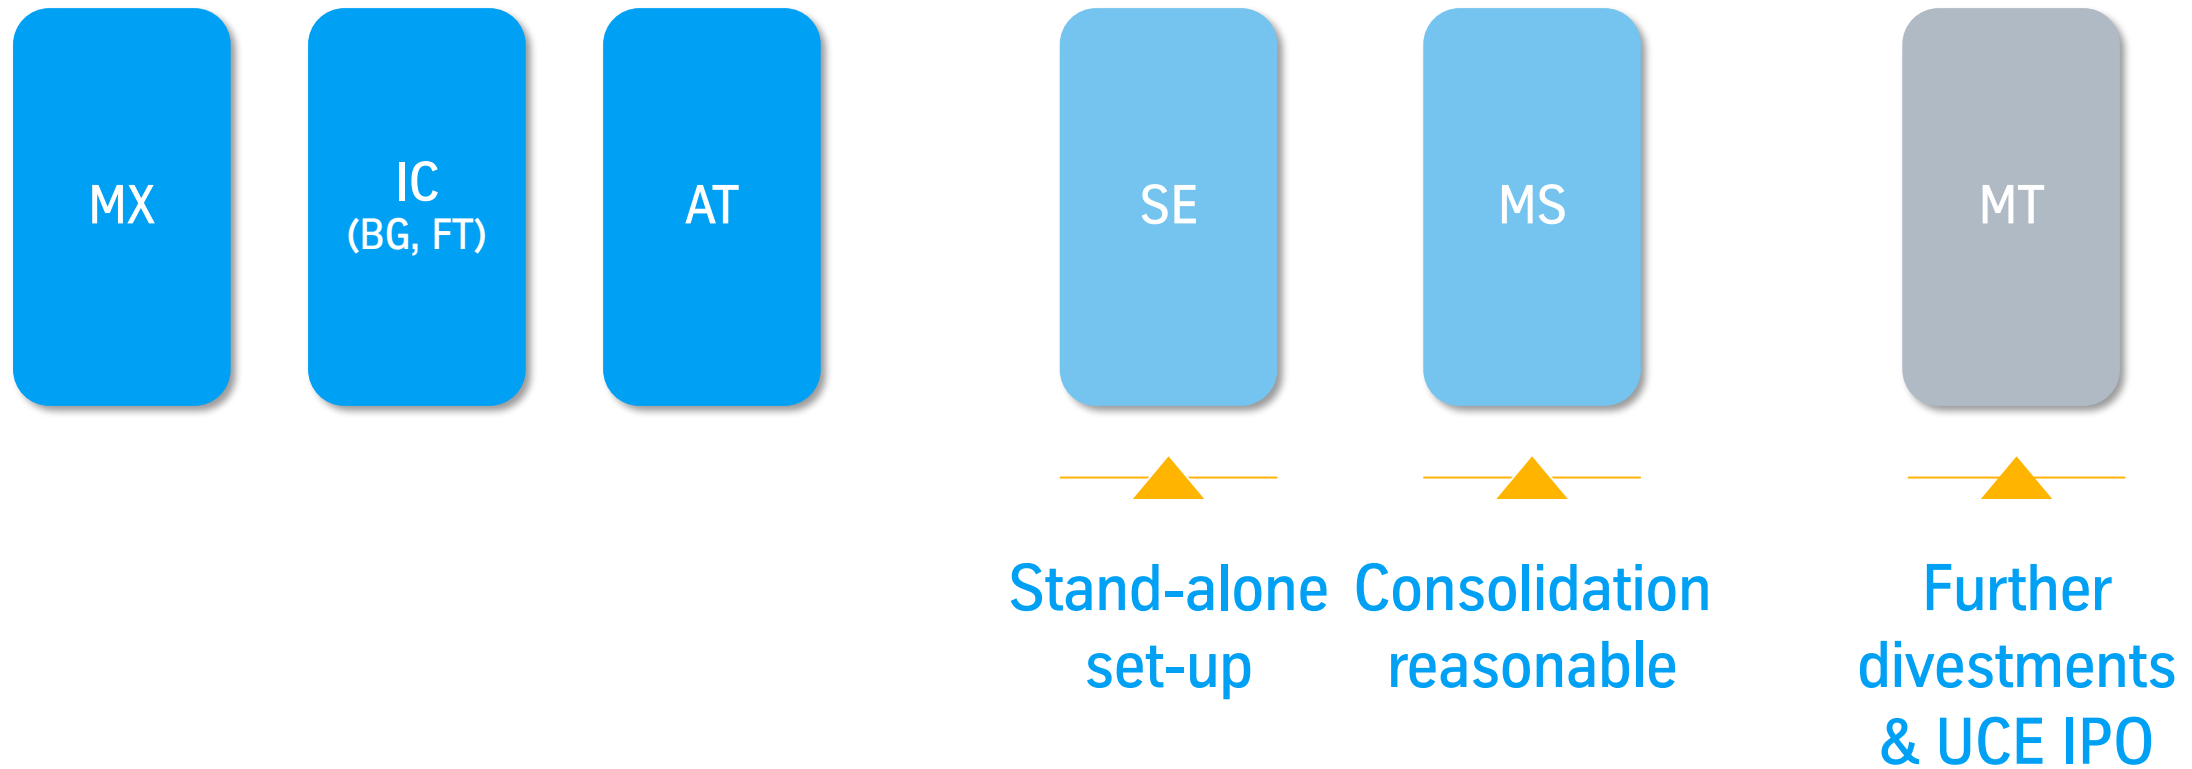 MX
IC
(BG, FT)
AT
SE
MS
MT
Stand-alone
set-up
Consolidation
reasonable
Further
divestments
& UCE IPO